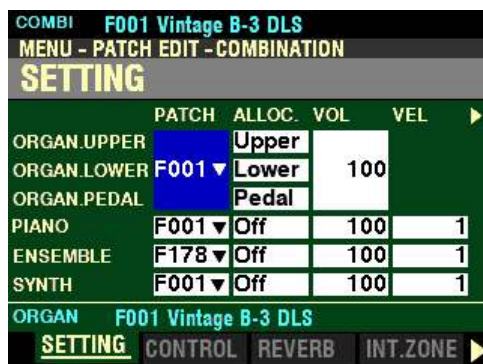 COMBI F001 Vintage B-3 DLS
MENU - PATCH EDIT - COMBINATION
SETTING
PATCH ALLOC. VOL VEL ▶
ORGAN.UPPER Upper
ORGAN.LOWER F001 ▼ Lower 100
ORGAN.PEDAL Pedal
PIANO F001 ▼ Off 100 1
ENSEMBLE F178 ▼ Off 100 1
SYNTH F001 ▼ Off 100 1
ORGAN F001 Vintage B-3 DLS
SETTING CONTROL REVERB INT.ZONE ▶